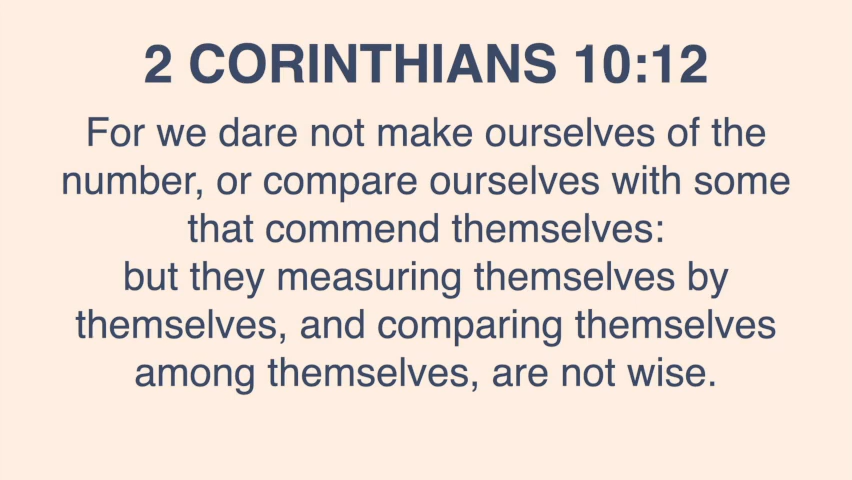 2 CORINTHIANS 10:12
For we dare not make ourselves of the
number, or compare ourselves with some
that commend themselves:
but they measuring themselves by
themselves, and comparing themselves
among themselves, are not wise.